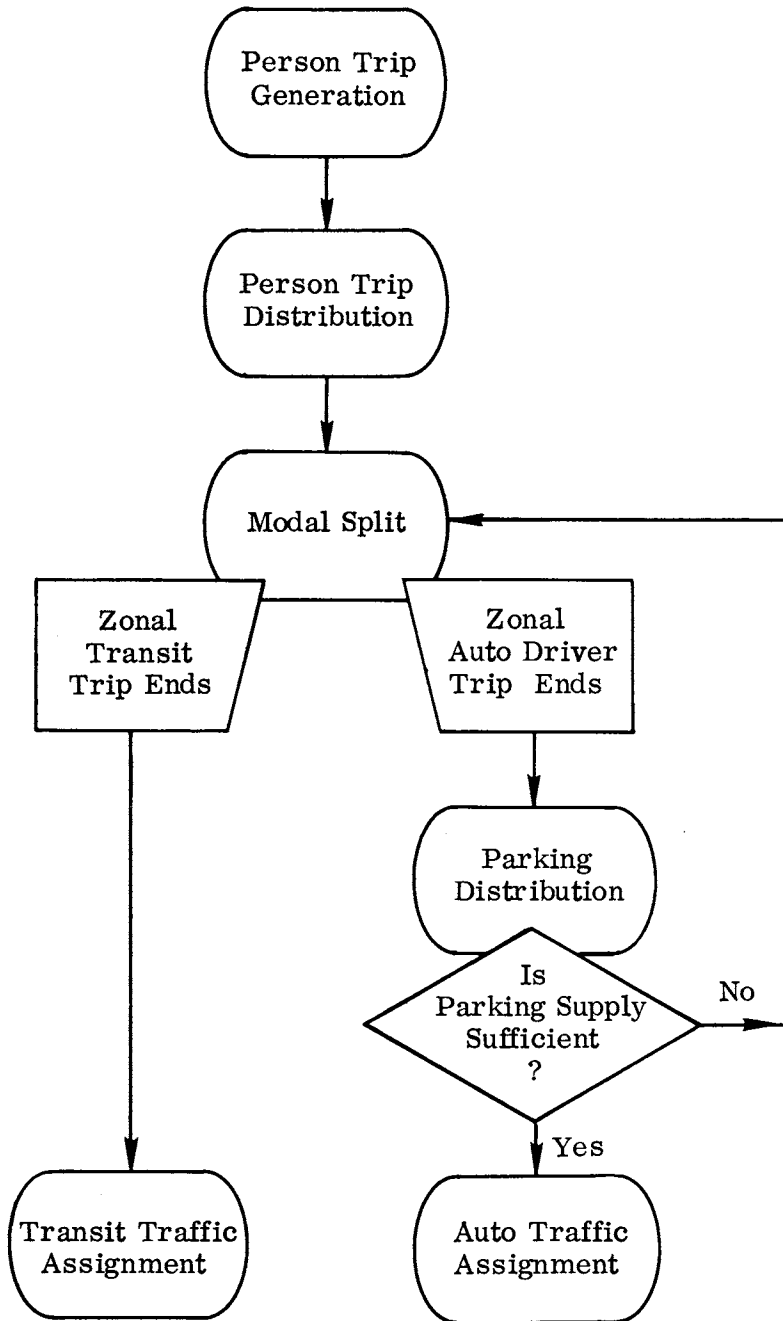 Person Trip
Generation
Person Trip
Distribution
Modal Split
Zonal
Transit
Trip Ends
Zonal
Auto Driver
Trip Ends
Parking
Distribution
Is
Parking Supply
Sufficient
?
No
Yes
Transit Traffic
Assignment
Auto Traffic
Assignment